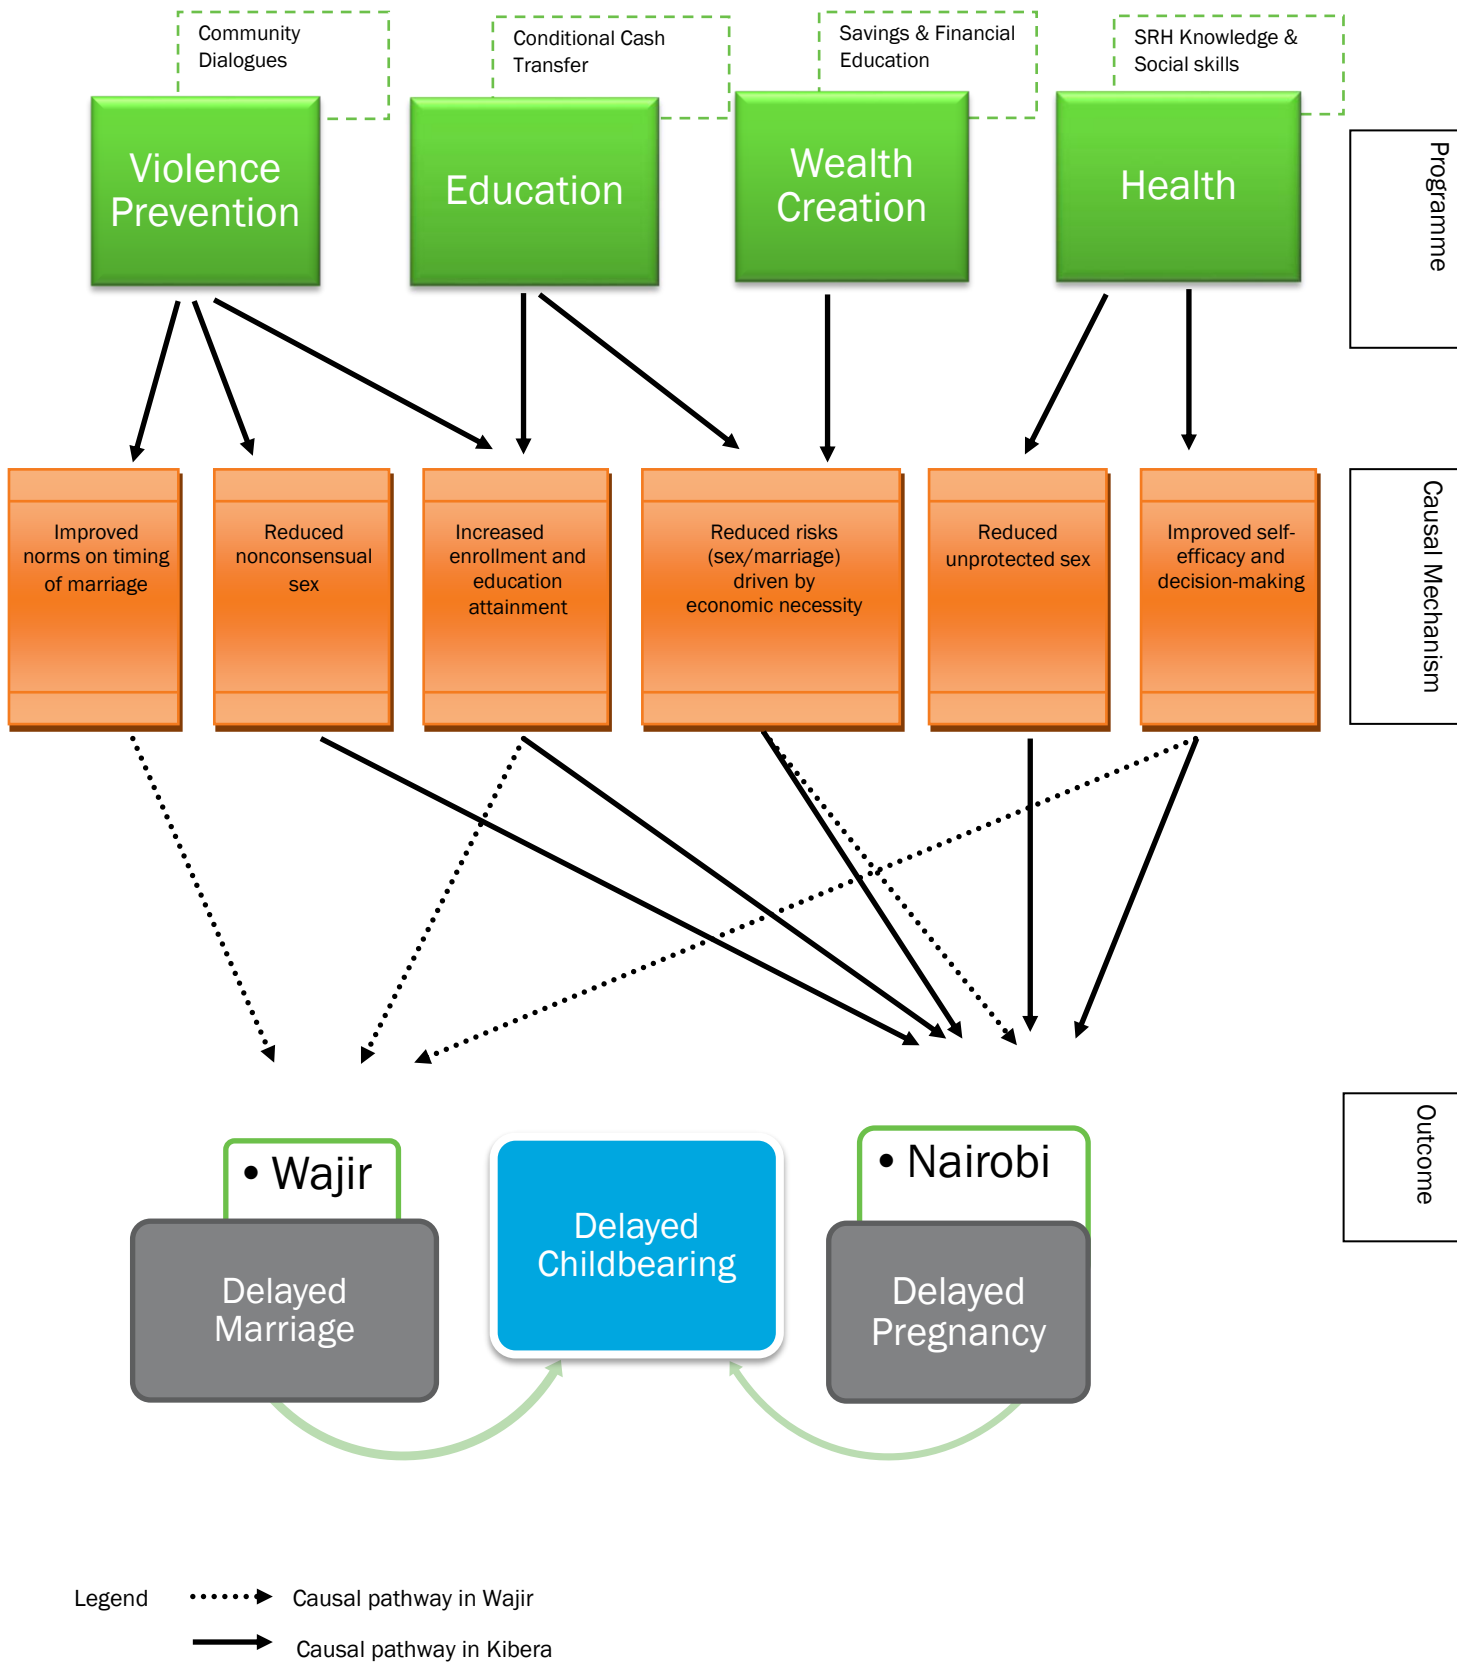 Community
Dialogues
Conditional Cash
Transfer
Savings & Financial
Education
SRH Knowledge &
Social skills
Violence
Prevention
Education
Wealth
Creation
Health
Programme
Improved
norms on timing
of marriage
Reduced
nonconsensual
sex
Increased
enrollment and
education
attainment
Reduced risks
(sex/marriage)
driven by
economic necessity
Reduced
unprotected sex
Improved self-
efficacy and
decision-making
Causal Mechanism
• Wajir
Delayed
Marriage
Delayed
Childbearing
• Nairobi
Delayed
Pregnancy
Outcome
Legend
Causal pathway in Wajir
Causal pathway in Kibera